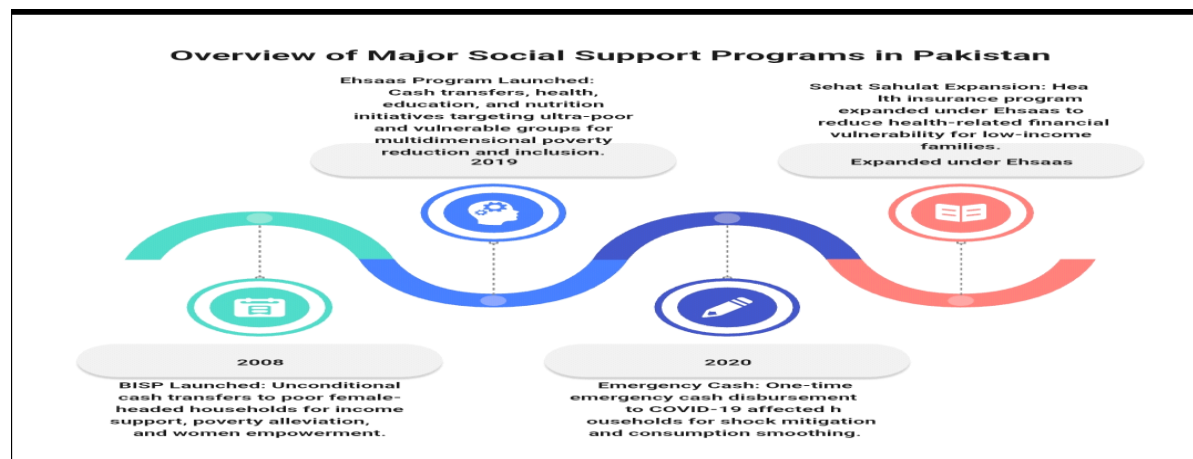 Overview of Major Social Support Programs in Pakistan
Ehsaas Program Launched:
Cash transfers, health,
education, and nutrition
initiatives targeting ultra-poor
and vulnerable groups for
multidimensional poverty
reduction and inclusion.
2019
Sehat Sahulat Expansion: Hea
lth insurance program
expanded under Ehsaas to
reduce health-related financial
vulnerability for low-income
families.
Expanded under Ehsaas
2008
BISP Launched: Unconditional
cash transfers to poor female-
headed households for income
support, poverty alleviation,
and women empowerment.
2020
Emergency Cash: One-time
emergency cash disbursement
to COVID-19 affected h
ouseholds for shock mitigation
and consumption smoothing.